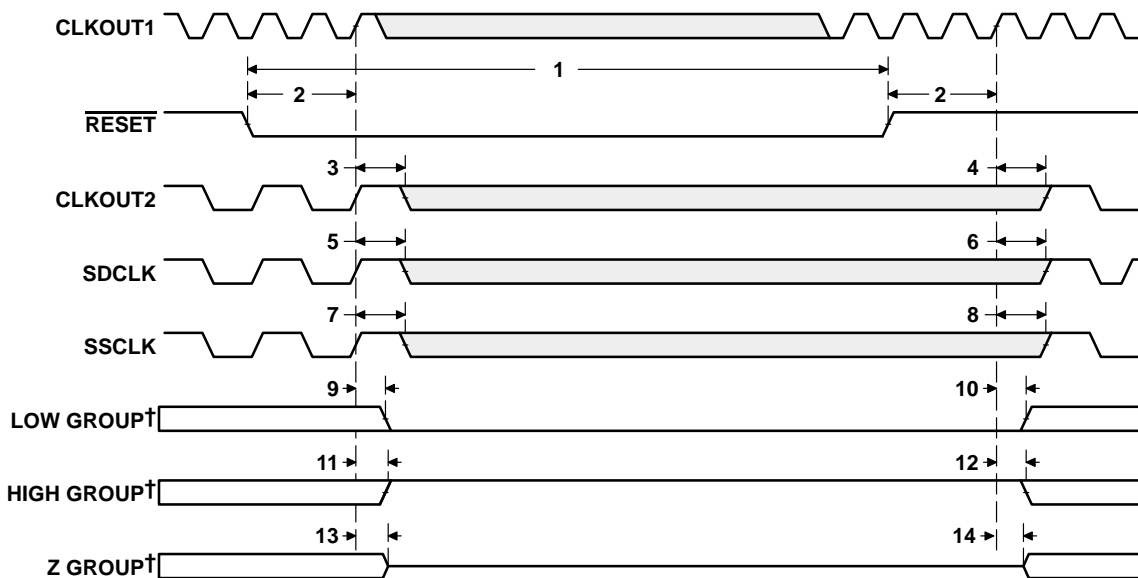 CLKOUT1
1
2 2
RESET
3 4
CLKOUT2
5 6
SDCLK
7 8
SSCLK
9 10
LOW GROUP†
11 12
HIGH GROUP†
13 14
Z GROUP†